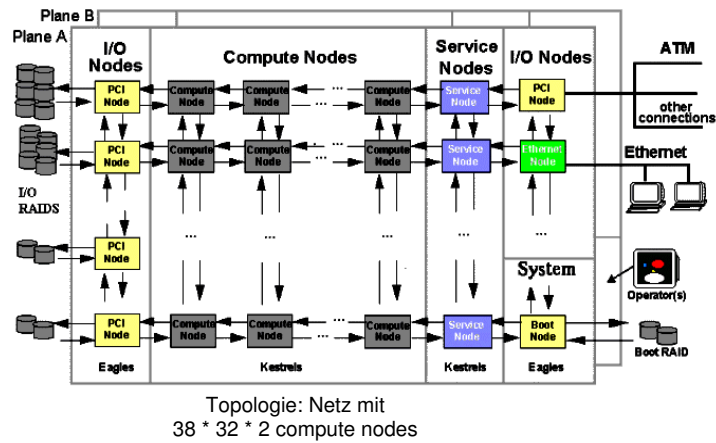 Plane B
Plane A
I/O
Nodes
Compute Nodes
Service
Nodes
I/O Nodes
ATM
PCI
Node
Compute
Node
Compute
Node
...
Compute
Node
Service
Node
PCI
Node
other
connections
PCI
Node
Compute
Node
Compute
Node
...
Compute
Node
Service
Node
Ethernet
Node
Ethernet
I/O
RAIDS
...
...
...
...
PCI
Node
System
Operator(s)
PCI
Node
Compute
Node
Compute
Node
...
...
Compute
Node
Service
Node
Boot
Node
Boot RAID
Eagles
Kestrels
Kestrels
Eagles
Topologie: Netz mit
38 * 32 * 2 compute nodes